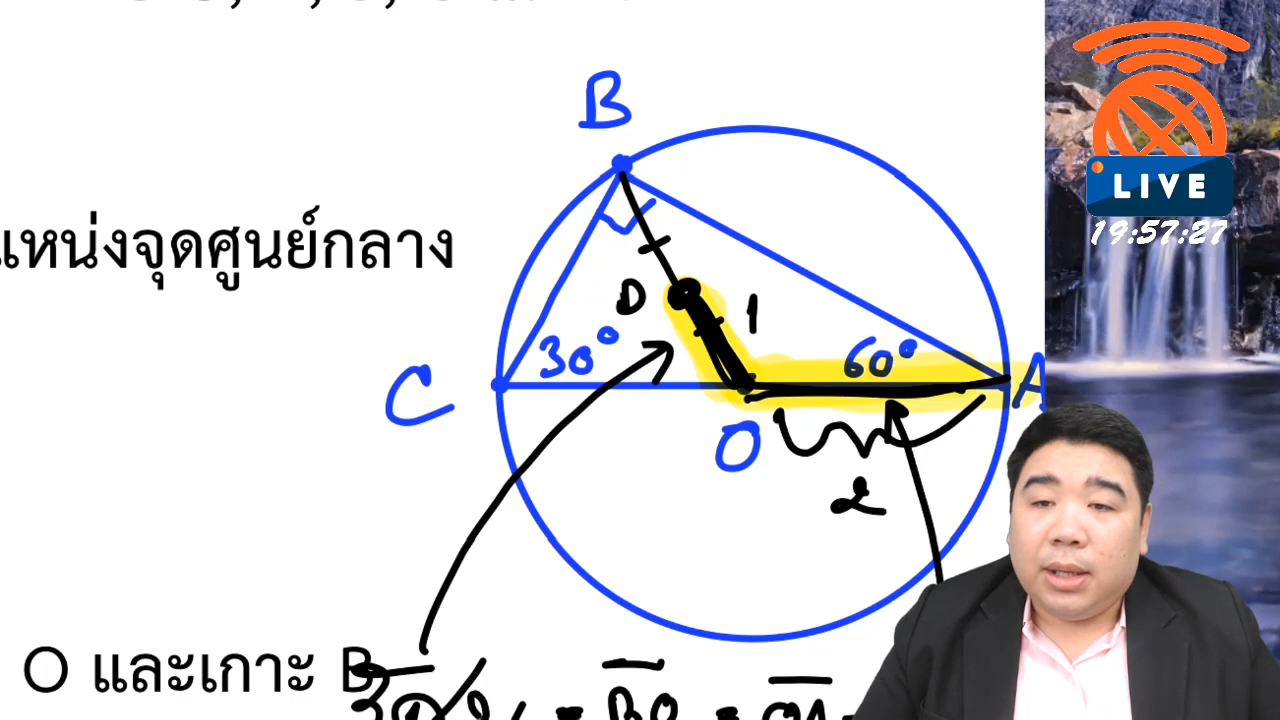 B
LIVE
19:57:27
แหน่งจุดศูนย์กลาง
D
1
30°
60°
C
A
O
2
O และเกาะ B
= BO =